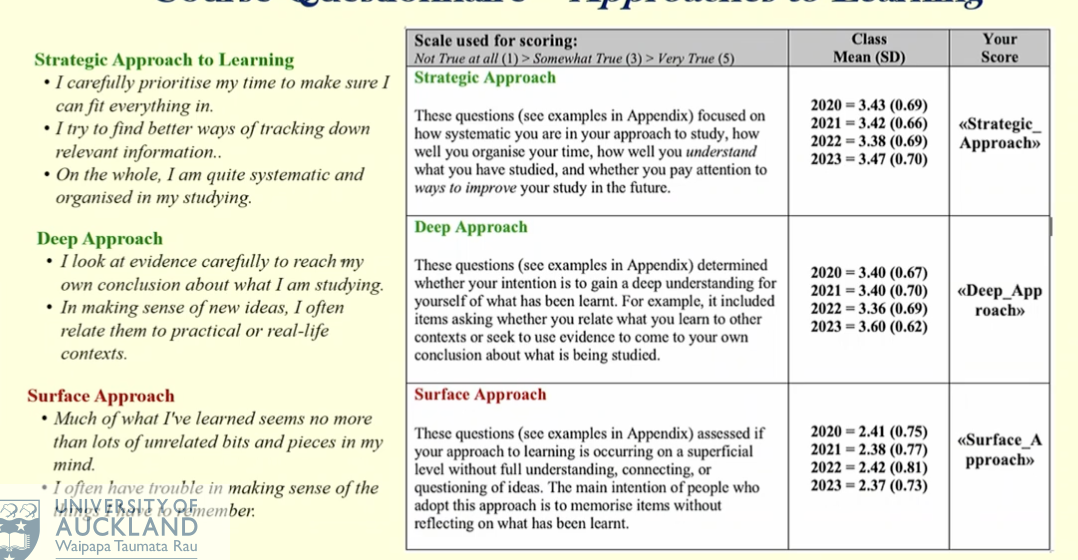 Course Questionnaire – Approaches to Learning
Strategic Approach to Learning
• I carefully prioritise my time to make sure I
can fit everything in.
• I try to find better ways of tracking down
relevant information..
• On the whole, I am quite systematic and
organised in my studying.
Deep Approach
• I look at evidence carefully to reach my
own conclusion about what I am studying.
• In making sense of new ideas, I often
relate them to practical or real-life
contexts.
Surface Approach
• Much of what I've learned seems no more
than lots of unrelated bits and pieces in my
mind.
• I often have trouble in making sense of the
things I have to remember.
Scale used for scoring:
Not True at all (1) > Somewhat True (3) > Very True (5)
Class
Mean (SD)
Your
Score
Strategic Approach
These questions (see examples in Appendix) focused on
how systematic you are in your approach to study, how
well you organise your time, how well you understand
what you have studied, and whether you pay attention to
ways to improve your study in the future.
2020 = 3.43 (0.69)
2021 = 3.42 (0.66)
2022 = 3.38 (0.69)
2023 = 3.47 (0.70)
«Strategic_
Approach»
Deep Approach
These questions (see examples in Appendix) determined
whether your intention is to gain a deep understanding for
yourself of what has been learnt. For example, it included
items asking whether you relate what you learn to other
contexts or seek to use evidence to come to your own
conclusion about what is being studied.
2020 = 3.40 (0.67)
2021 = 3.40 (0.70)
2022 = 3.36 (0.69)
2023 = 3.60 (0.62)
«Deep_App
roach»
Surface Approach
These questions (see examples in Appendix) assessed if
your approach to learning is occurring on a superficial
level without full understanding, connecting, or
questioning of ideas. The main intention of people who
adopt this approach is to memorise items without
reflecting on what has been learnt.
2020 = 2.41 (0.75)
2021 = 2.38 (0.77)
2022 = 2.42 (0.81)
2023 = 2.37 (0.73)
«Surface_A
pproach»
UNIVERSITY OF
AUCKLAND
Waipapa Taumata Rau